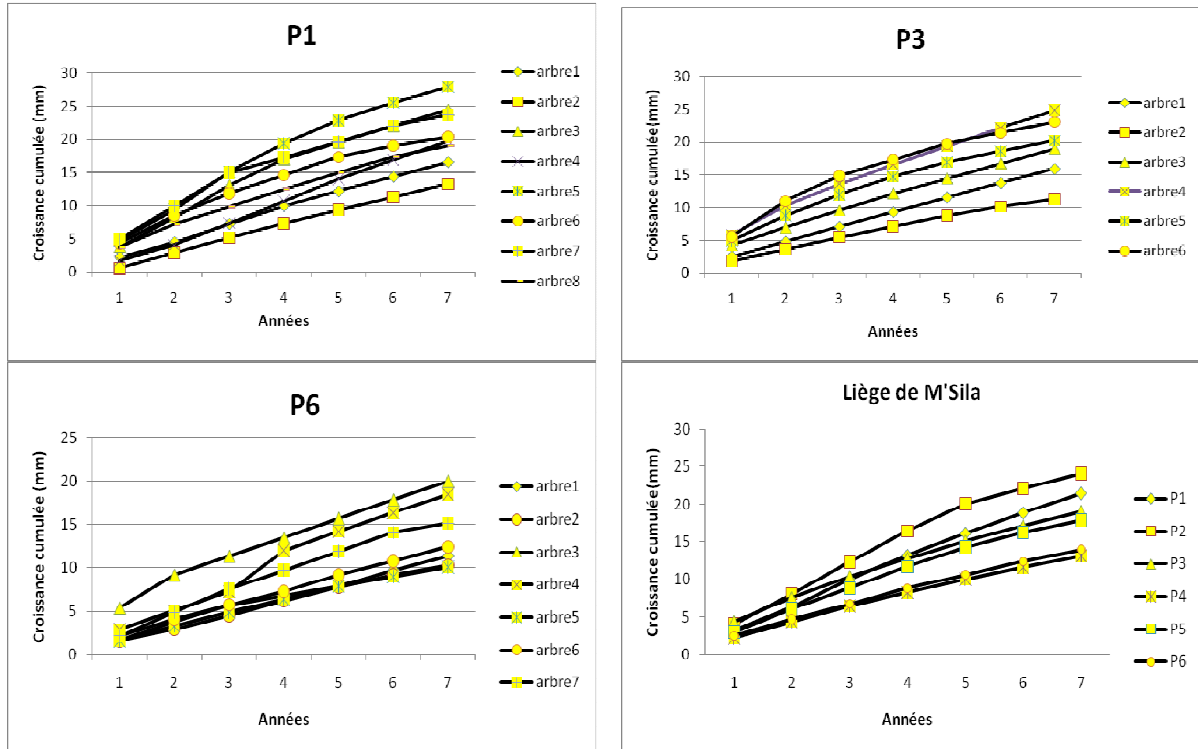 P1
Croissance cumulée (mm)
30
25
20
15
10
5
0
1 2 3 4 5 6 7
Années
arbre1
arbre2
arbre3
arbre4
arbre5
arbre6
arbre7
arbre8
P3
Croissance cumulée(mm)
30
25
20
15
10
5
0
1 2 3 4 5 6 7
Années
arbre1
arbre2
arbre3
arbre4
arbre5
arbre6
P6
Croissance cumulée (mm)
25
20
15
10
5
0
1 2 3 4 5 6 7
Années
arbre1
arbre2
arbre3
arbre4
arbre5
arbre6
arbre7
Liège de M'Sila
Croissance cumulée(mm)
30
25
20
15
10
5
0
1 2 3 4 5 6 7
Années
P1
P2
P3
P4
P5
P6